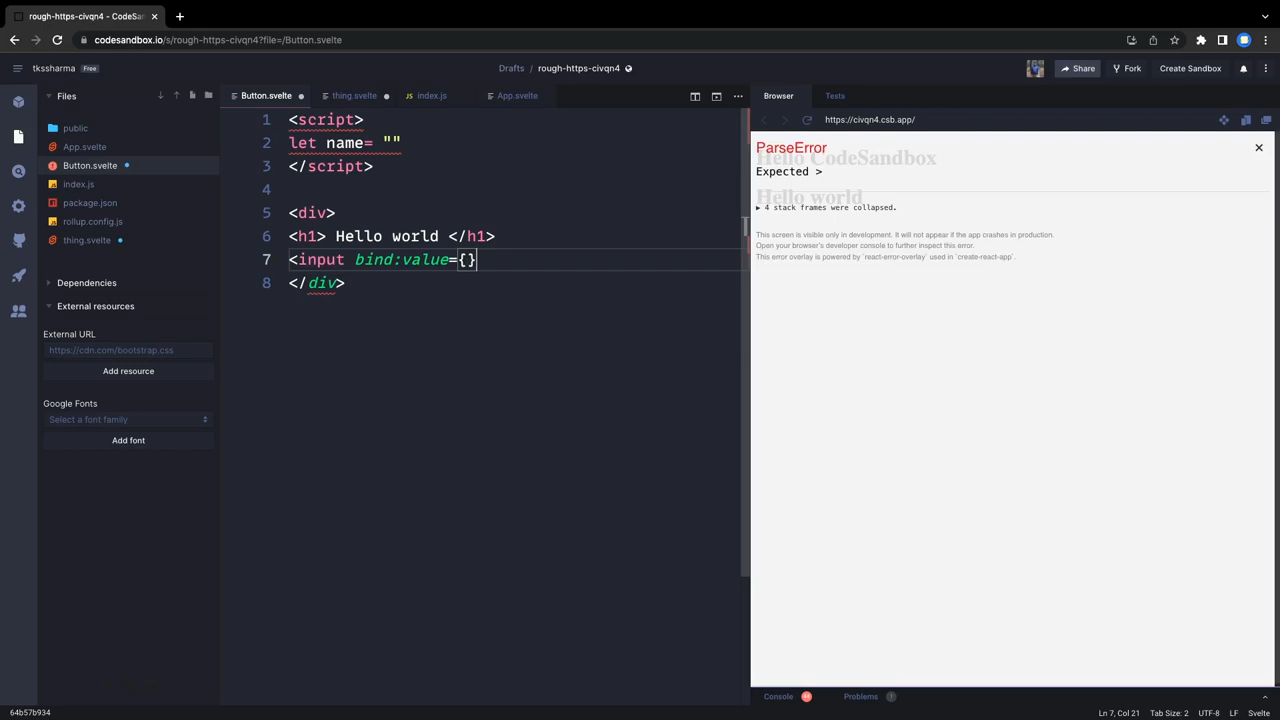 rough-https-civqn4 - CodeSan
codesandbox.io/s/rough-https-civqn4?file=/Button.svelte
tkssharma Free
Drafts / rough-https-civqn4
Share
Fork
Create Sandbox
Files
Button.svelte
thing.svelte
JS index.js
App.svelte
Browser
Tests
https://civqn4.csb.app/
public
App.svelte
Button.svelte
index.js
package.json
rollup.config.js
thing.svelte
Dependencies
External resources
External URL
https://cdn.com/bootstrap.css
Add resource
Google Fonts
Select a font family
Add font
1 <script>
2 let name= ""
3 </script>
4
5 <div>
6 <h1> Hello world </h1>
7 <input bind:value={}
8 </div>
ParseError
Hello CodeSandbox
Expected >
Hello world
4 stack frames were collapsed.
This screen is visible only in development. It will not appear if the app crashes in production.
Open your browser's developer console to further inspect this error.
This error overlay is powered by `react-error-overlay` used in `create-react-app`.
Console
Problems 1
64b57b934
Ln 7, Col 21
Tab Size: 2
UTF-8
LF
Svelte